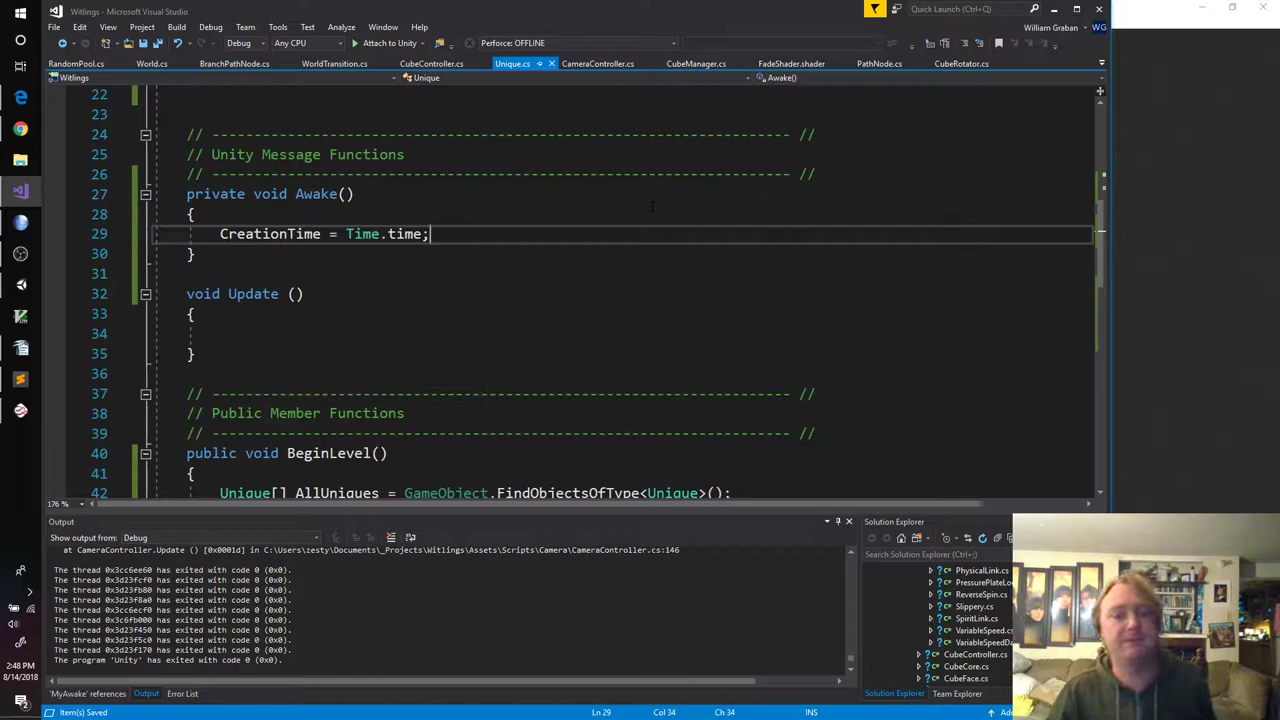 Witlings - Microsoft Visual Studio
Quick Launch (Ctrl+Q)
File Edit View Project Build Debug Team Tools Analyze Window Help
William Graban WG
Debug Any CPU Attach to Unity Perforce: OFFLINE
RandomPool.cs World.cs BranchPathNode.cs WorldTransition.cs CubeController.cs Unique.cs CameraController.cs CubeManager.cs FadeShader.shader PathNode.cs CubeRotator.cs
Witlings Unique Awake()
22
23
24 // --------------------------------------------------------------------- //
25 // Unity Message Functions
26 // --------------------------------------------------------------------- //
27 private void Awake()
28 {
29 CreationTime = Time.time;
30 }
31
32 void Update ()
33 {
34
35 }
36
37 // --------------------------------------------------------------------- //
38 // Public Member Functions
39 // --------------------------------------------------------------------- //
40 public void BeginLevel()
41 {
42 Unique[] AllUniques = GameObject.FindObjectsOfType<Unique>();
176 %
Output
Show output from: Debug
at CameraController.Update () [0x0001d] in C:\Users\zesty\Documents\_Projects\Witlings\Assets\Scripts\Camera\CameraController.cs:146
The thread 0x3cc6ee60 has exited with code 0 (0x0).
The thread 0x3d23fcf0 has exited with code 0 (0x0).
The thread 0x3d23fb80 has exited with code 0 (0x0).
The thread 0x3d23f8a0 has exited with code 0 (0x0).
The thread 0x3cc6ecf0 has exited with code 0 (0x0).
The thread 0x3c6fb000 has exited with code 0 (0x0).
The thread 0x3d23f450 has exited with code 0 (0x0).
The thread 0x3d23f5c0 has exited with code 0 (0x0).
The thread 0x3d23f170 has exited with code 0 (0x0).
The program 'Unity' has exited with code 0 (0x0).
'MyAwake' references Output Error List
Solution Explorer
Search Solution Explorer (Ctrl+;)
PhysicalLink.cs
PressurePlateLo
ReverseSpin.cs
Slippery.cs
SpiritLink.cs
VariableSpeed.c
VariableSpeedDa
CubeController.cs
CubeCore.cs
CubeFace.cs
Solution Explorer Team Explorer
Item(s) Saved Ln 29 Col 34 Ch 34 INS
2:48 PM
8/14/2018
2